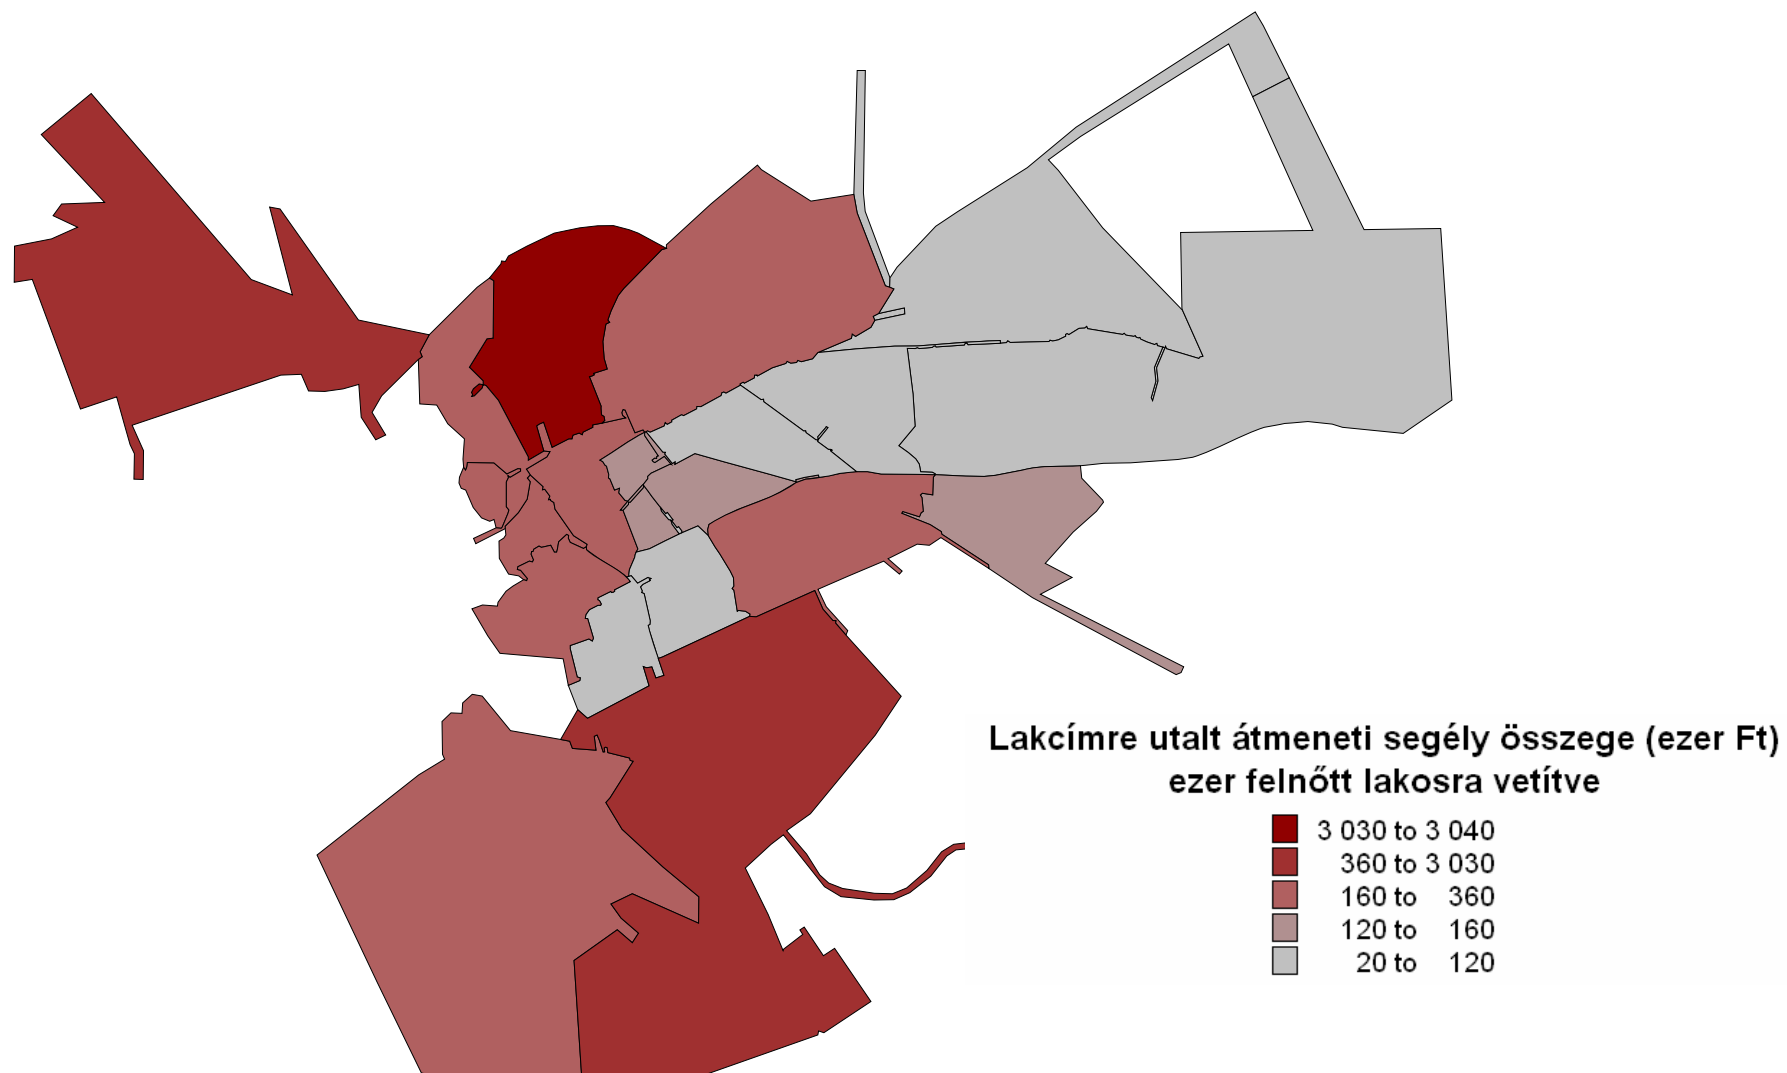 Lakcímre utalt átmeneti segély összege (ezer Ft)
ezer felnőtt lakosra vetítve
3 030 to 3 040
360 to 3 030
160 to 360
120 to 160
20 to 120